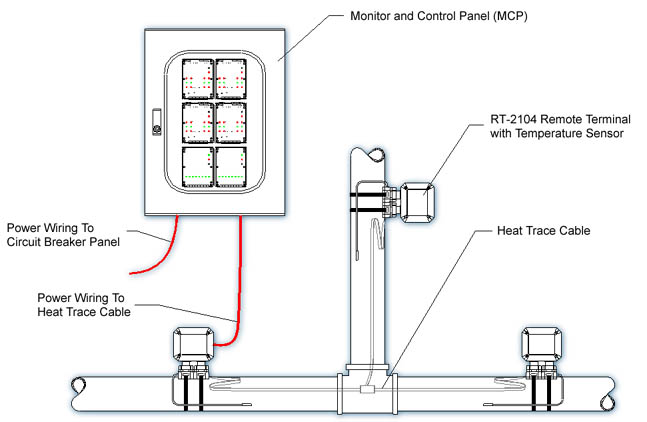 Monitor and Control Panel (MCP)
RT-2104 Remote Terminal
with Temperature Sensor
Power Wiring To
Circuit Breaker Panel
Heat Trace Cable
Power Wiring To
Heat Trace Cable